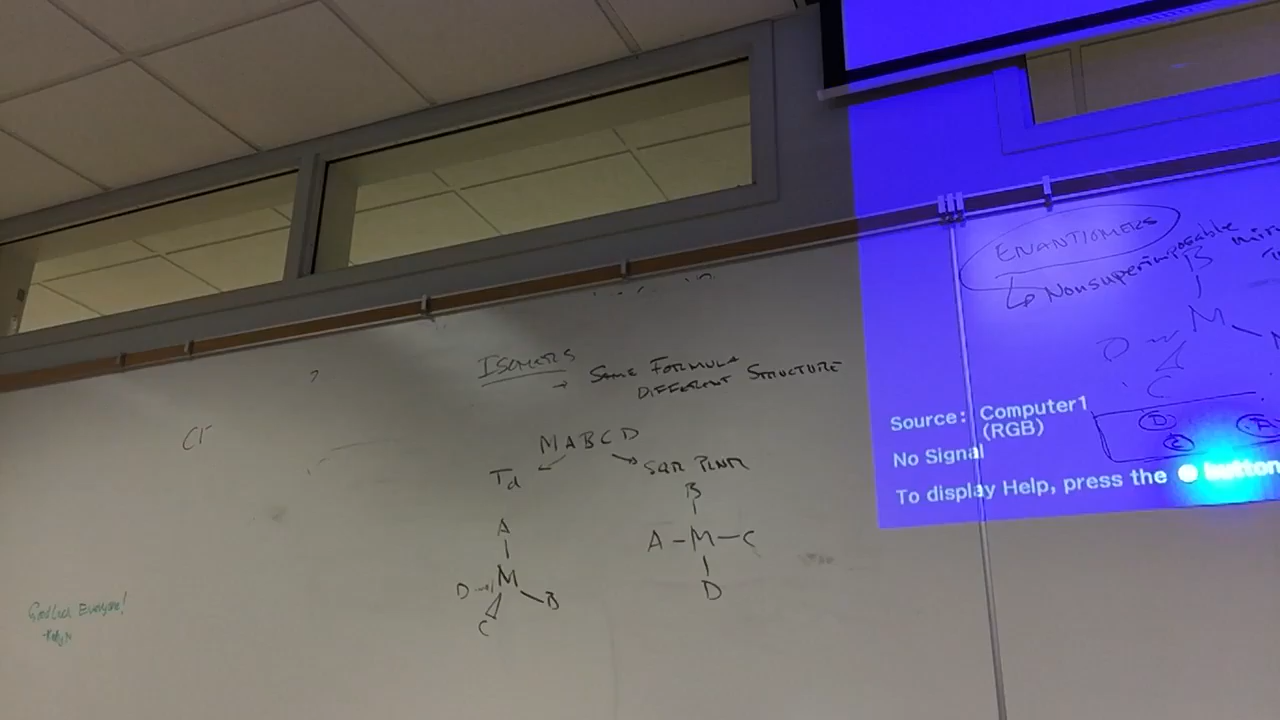 ISOMERS
→ SAME FORMULA
DIFFERENT STRUCTURE
MABCD
Td
SQR PLNR
A
M
D
B
C
B
A-M-C
D
Good Luck Everyone!
ENANTIOMERS
↳ Nonsuperimposable
B
M
D
C
D
C
A
Source: Computer1
(RGB)
No Signal
To display Help, press the button